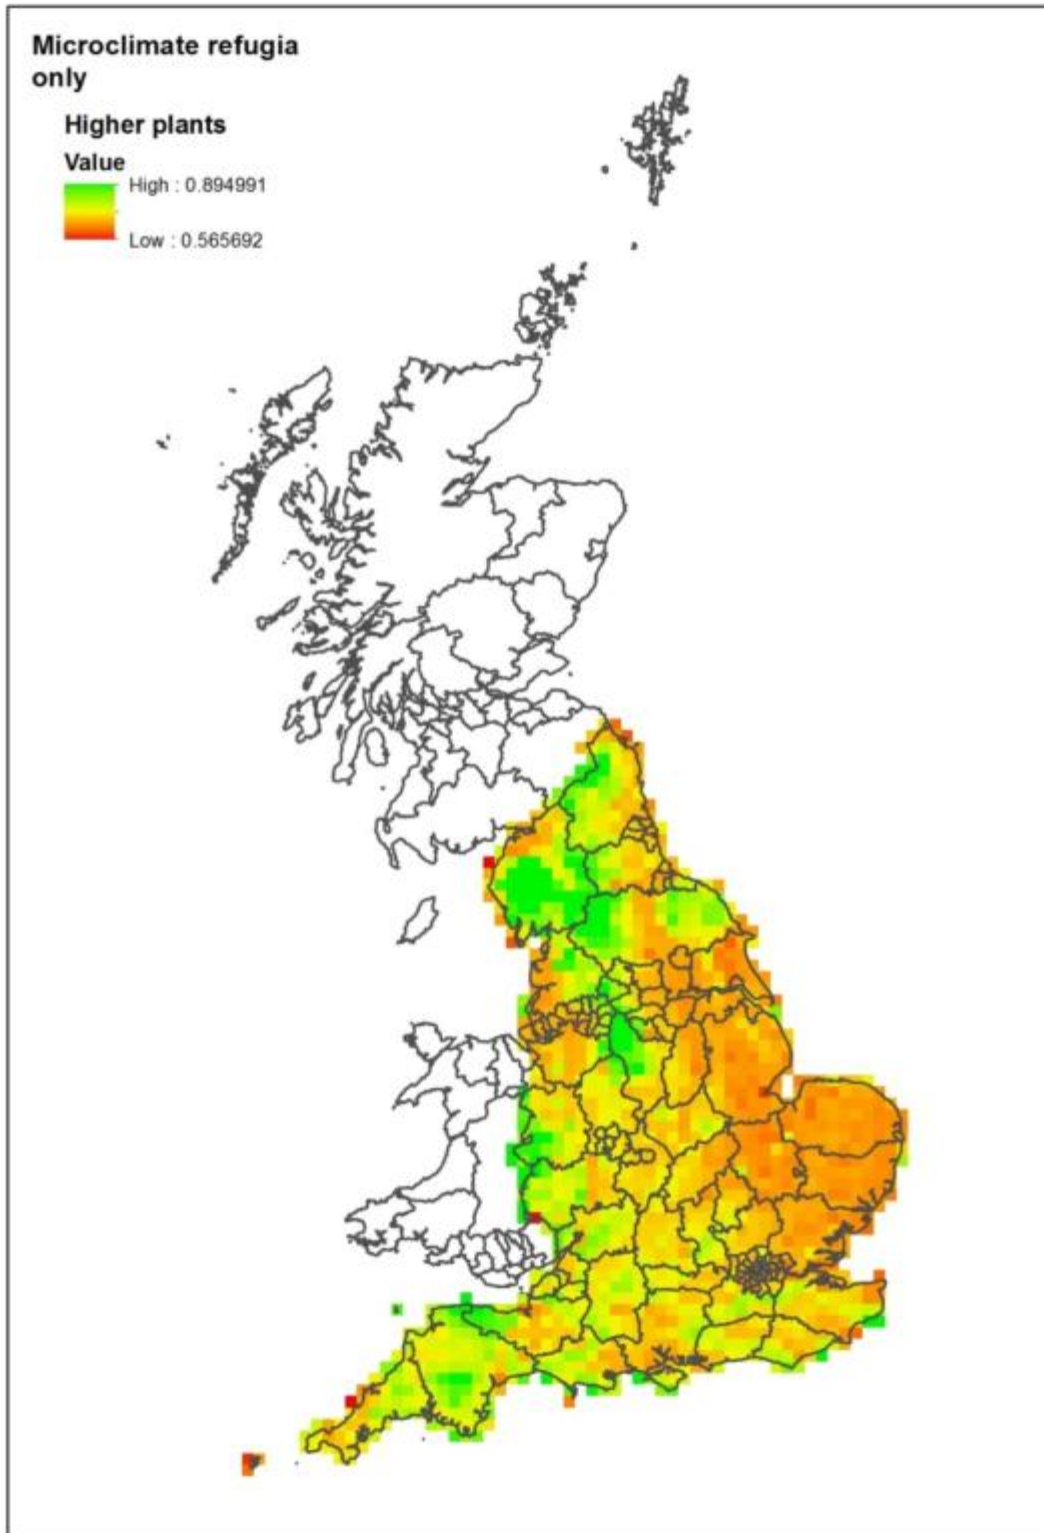 Microclimate refugia
only
Higher plants
Value
High : 0.894991
Low : 0.565692